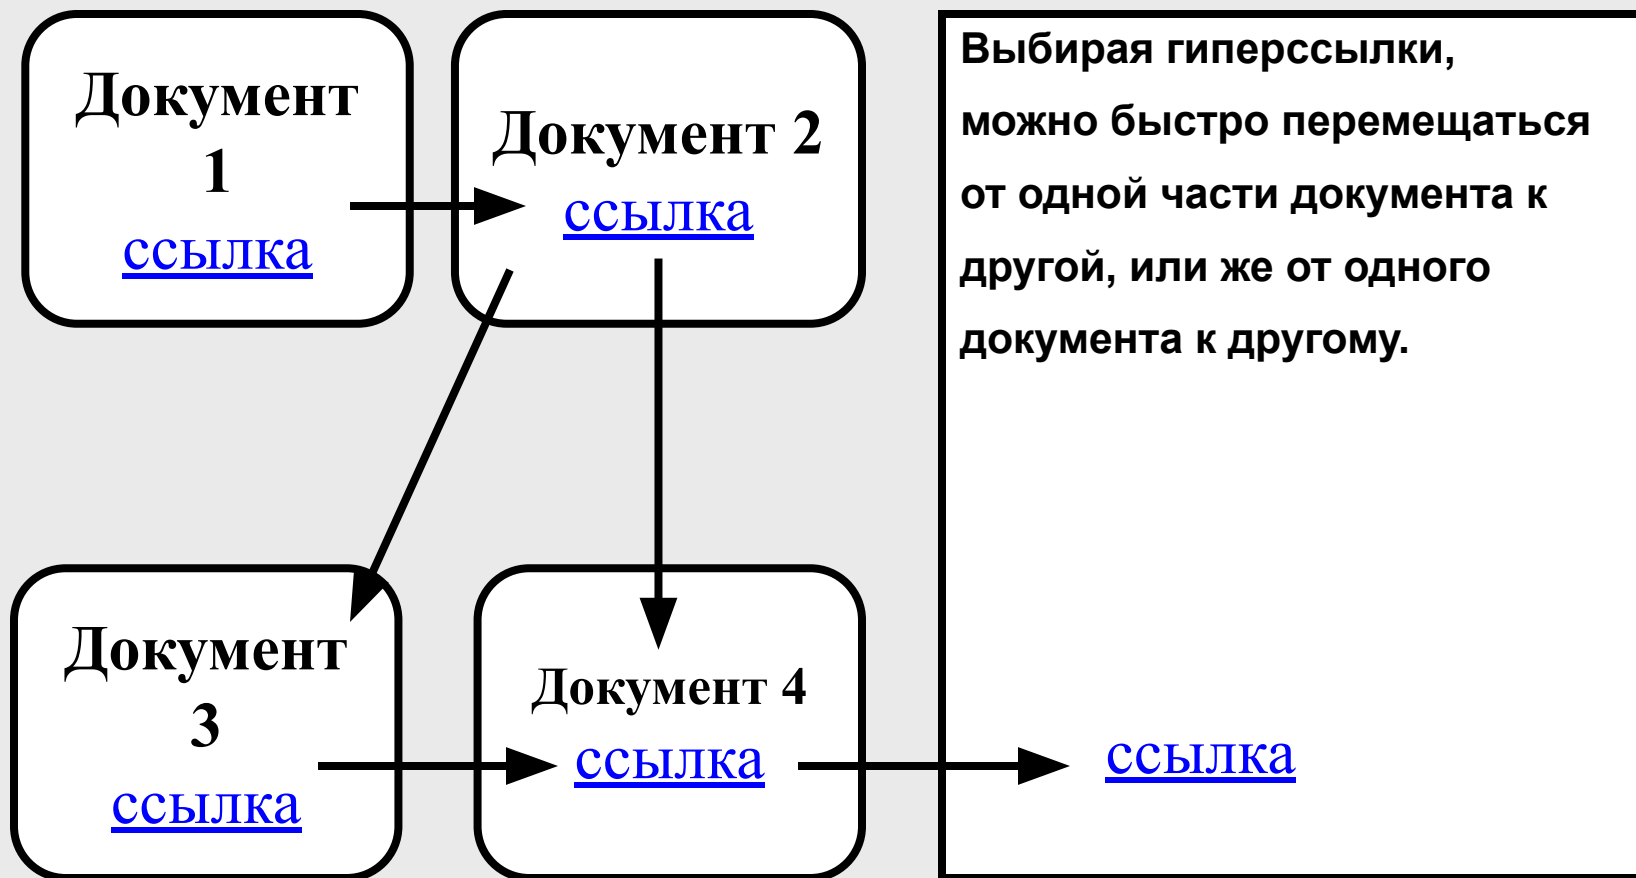 Документ
1
ссылка
Документ 2
ссылка
Выбирая гиперссылки,
можно быстро перемещаться
от одной части документа к
другой, или же от одного
документа к другому.
Документ
3
ссылка
Документ 4
ссылка
ссылка